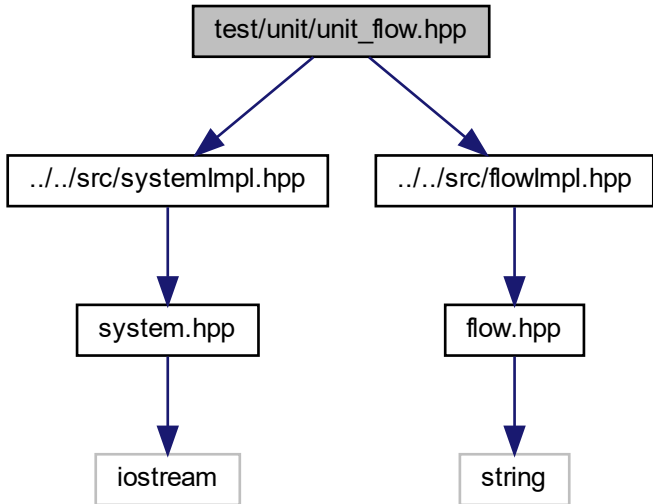 test/unit/unit_flow.hpp
../../src/systemImpl.hpp
../../src/flowImpl.hpp
system.hpp
flow.hpp
iostream
string